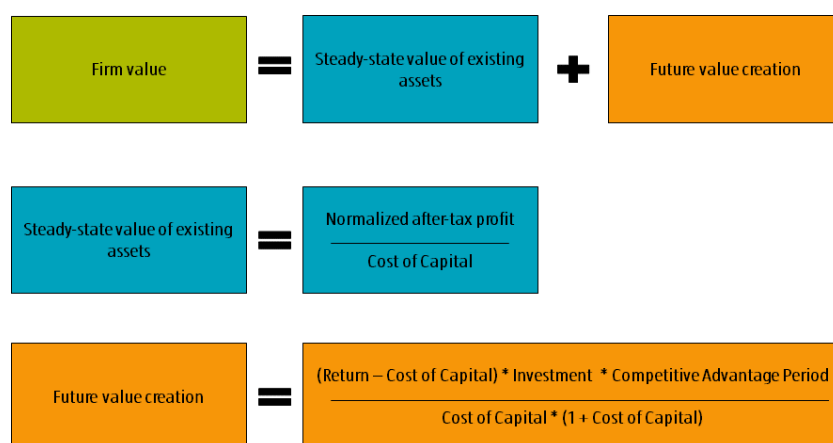 Firm value
=
Steady-state value of existing
assets
+
Future value creation
Steady-state value of existing
assets
=
Normalized after-tax profit
Cost of Capital
Future value creation
=
(Return – Cost of Capital) * Investment * Competitive Advantage Period
Cost of Capital * (1 + Cost of Capital)